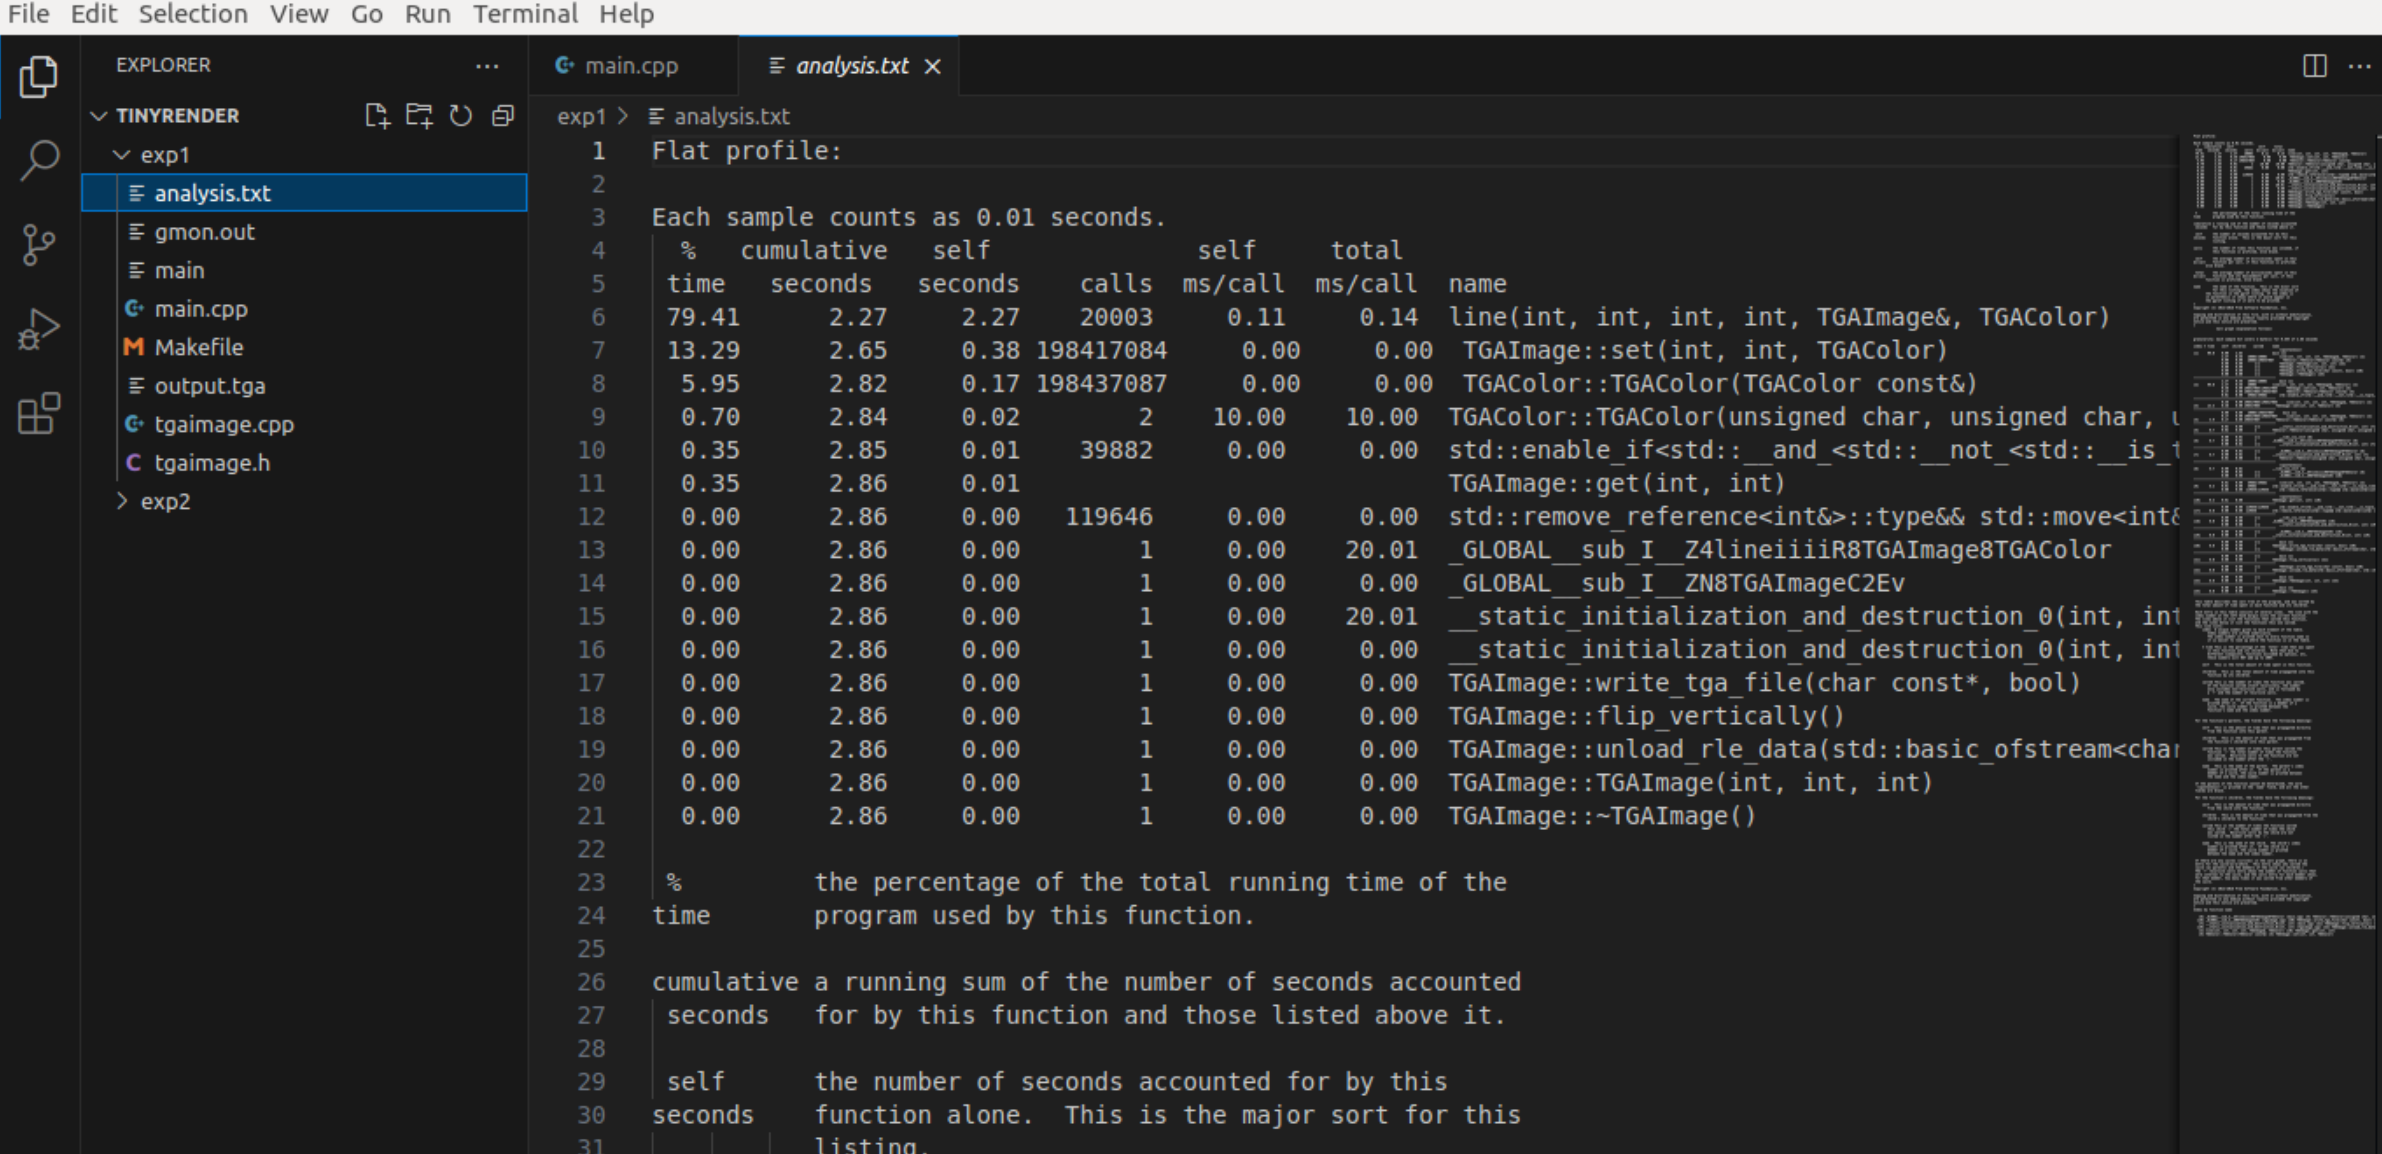 File Edit Selection View Go Run Terminal Help
EXPLORER
TINYRENDER
exp1
analysis.txt
gmon.out
main
main.cpp
Makefile
output.tga
tgaimage.cpp
tgaimage.h
exp2
main.cpp analysis.txt
exp1 > analysis.txt
1 Flat profile:
2
3 Each sample counts as 0.01 seconds.
4 % cumulative self self total
5 time seconds seconds calls ms/call ms/call name
6 79.41 2.27 2.27 20003 0.11 0.14 line(int, int, int, int, TGAImage&, TGAColor)
7 13.29 2.65 0.38 198417084 0.00 0.00 TGAImage::set(int, int, TGAColor)
8 5.95 2.82 0.17 198437087 0.00 0.00 TGAColor::TGAColor(TGAColor const&)
9 0.70 2.84 0.02 2 10.00 10.00 TGAColor::TGAColor(unsigned char, unsigned char, u
10 0.35 2.85 0.01 39882 0.00 0.00 std::enable_if<std::__and_<std::__not_<std::__is_t
11 0.35 2.86 0.01 TGAImage::get(int, int)
12 0.00 2.86 0.00 119646 0.00 0.00 std::remove_reference<int&>::type&& std::move<int&
13 0.00 2.86 0.00 1 0.00 20.01 _GLOBAL__sub_I__Z4lineiiiiR8TGAImage8TGAColor
14 0.00 2.86 0.00 1 0.00 0.00 _GLOBAL__sub_I__ZN8TGAImageC2Ev
15 0.00 2.86 0.00 1 0.00 20.01 __static_initialization_and_destruction_0(int, int
16 0.00 2.86 0.00 1 0.00 0.00 __static_initialization_and_destruction_0(int, int
17 0.00 2.86 0.00 1 0.00 0.00 TGAImage::write_tga_file(char const*, bool)
18 0.00 2.86 0.00 1 0.00 0.00 TGAImage::flip_vertically()
19 0.00 2.86 0.00 1 0.00 0.00 TGAImage::unload_rle_data(std::basic_ofstream<char
20 0.00 2.86 0.00 1 0.00 0.00 TGAImage::TGAImage(int, int, int)
21 0.00 2.86 0.00 1 0.00 0.00 TGAImage::~TGAImage()
22
23 % the percentage of the total running time of the
24 time program used by this function.
25
26 cumulative a running sum of the number of seconds accounted
27 seconds for by this function and those listed above it.
28
29 self the number of seconds accounted for by this
30 seconds function alone. This is the major sort for this
31 listing.